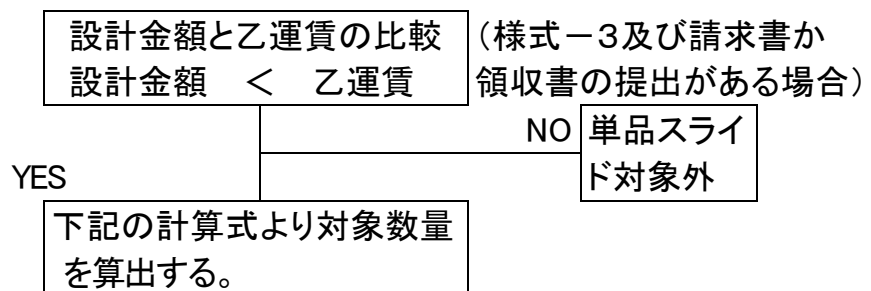 設計金額と乙運賃の比較
設計金額 < 乙運賃
(様式-3及び請求書か
領収書の提出がある場合)
NO
単品スライ
ド対象外
YES
下記の計算式より対象数量
を算出する。